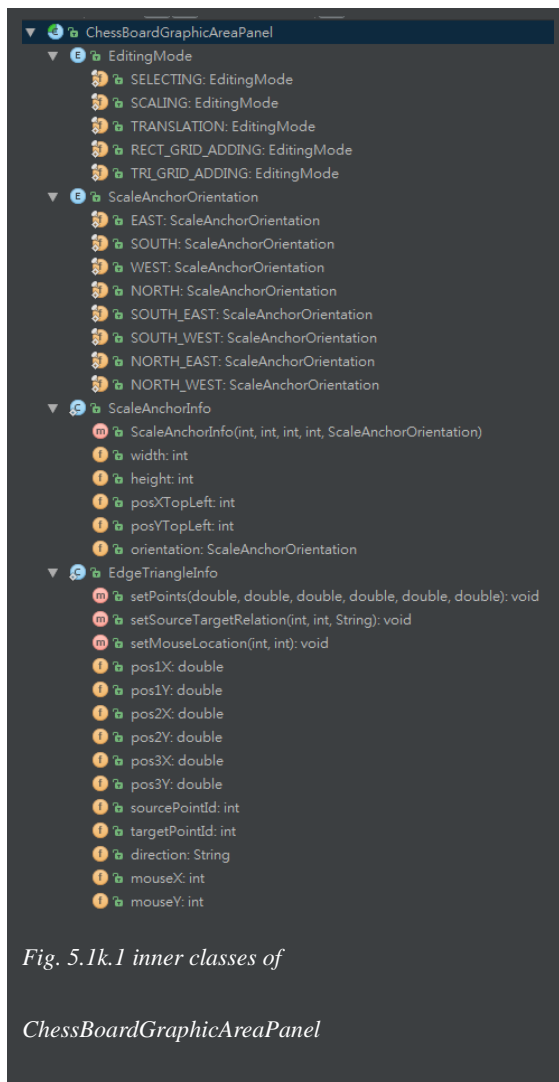 ChessBoardGraphicAreaPanel
EditingMode
SELECTING: EditingMode
SCALING: EditingMode
TRANSLATION: EditingMode
RECT_GRID_ADDING: EditingMode
TRI_GRID_ADDING: EditingMode
ScaleAnchorOrientation
EAST: ScaleAnchorOrientation
SOUTH: ScaleAnchorOrientation
WEST: ScaleAnchorOrientation
NORTH: ScaleAnchorOrientation
SOUTH_EAST: ScaleAnchorOrientation
SOUTH_WEST: ScaleAnchorOrientation
NORTH_EAST: ScaleAnchorOrientation
NORTH_WEST: ScaleAnchorOrientation
ScaleAnchorInfo
ScaleAnchorInfo(int, int, int, int, ScaleAnchorOrientation)
width: int
height: int
posXTopLeft: int
posYTopLeft: int
orientation: ScaleAnchorOrientation
EdgeTriangleInfo
setPoints(double, double, double, double, double, double): void
setSourceTargetRelation(int, int, String): void
setMouseLocation(int, int): void
pos1X: double
pos1Y: double
pos2X: double
pos2Y: double
pos3X: double
pos3Y: double
sourcePointId: int
targetPointId: int
direction: String
mouseX: int
mouseY: int
Fig. 5.1k.1 inner classes of
ChessBoardGraphicAreaPanel